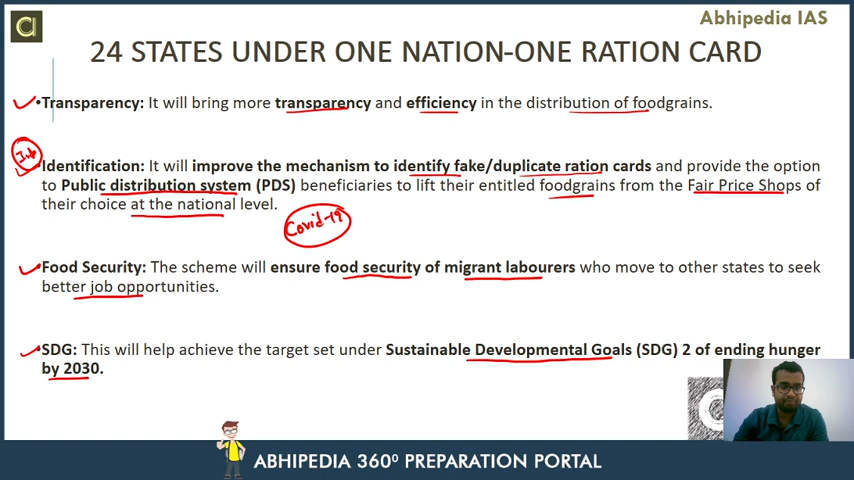 Abhipedia IAS
24 STATES UNDER ONE NATION-ONE RATION CARD
•Transparency: It will bring more transparency and efficiency in the distribution of foodgrains.
Identification: It will improve the mechanism to identify fake/duplicate ration cards and provide the option
to Public distribution system (PDS) beneficiaries to lift their entitled foodgrains from the Fair Price Shops of
their choice at the national level.
Covid-19
Food Security: The scheme will ensure food security of migrant labourers who move to other states to seek
better job opportunities.
•SDG: This will help achieve the target set under Sustainable Developmental Goals (SDG) 2 of ending hunger
by 2030.
ABHIPEDIA 360⁰ PREPARATION PORTAL